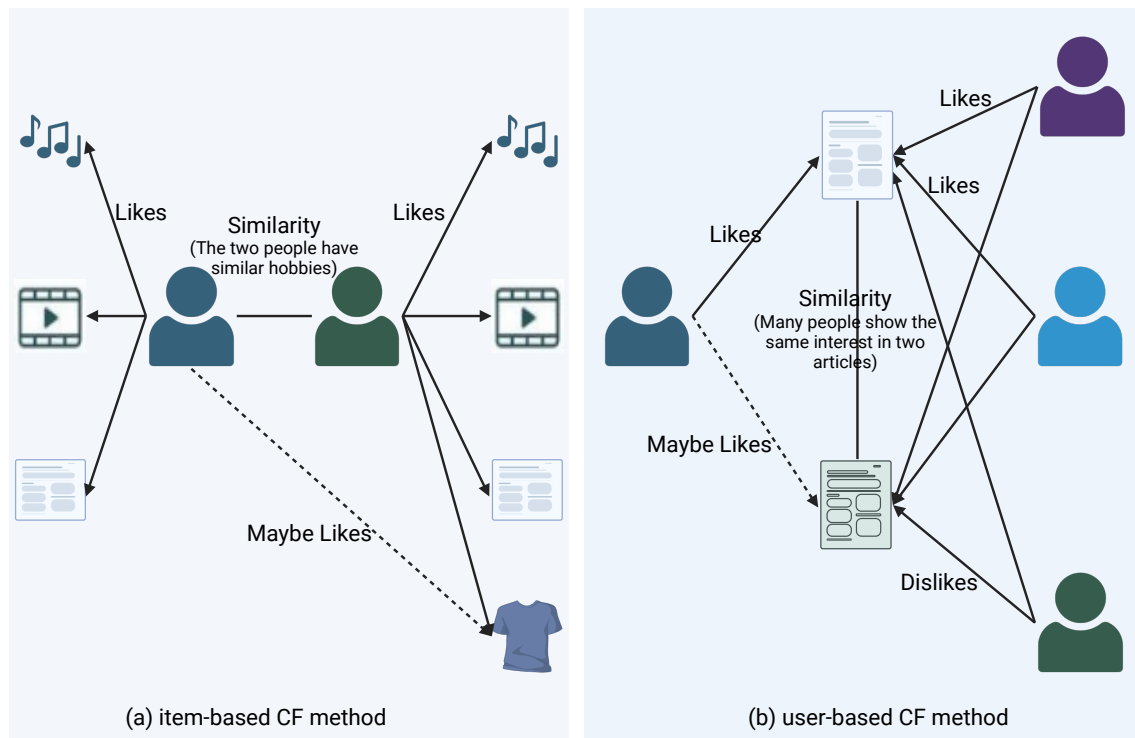 Likes
Similarity
(The two people have
similar hobbies)
Likes
Maybe Likes
(a) item-based CF method
Likes
Likes
Likes
Similarity
(Many people show the
same interest in two
articles)
Maybe Likes
Dislikes
(b) user-based CF method